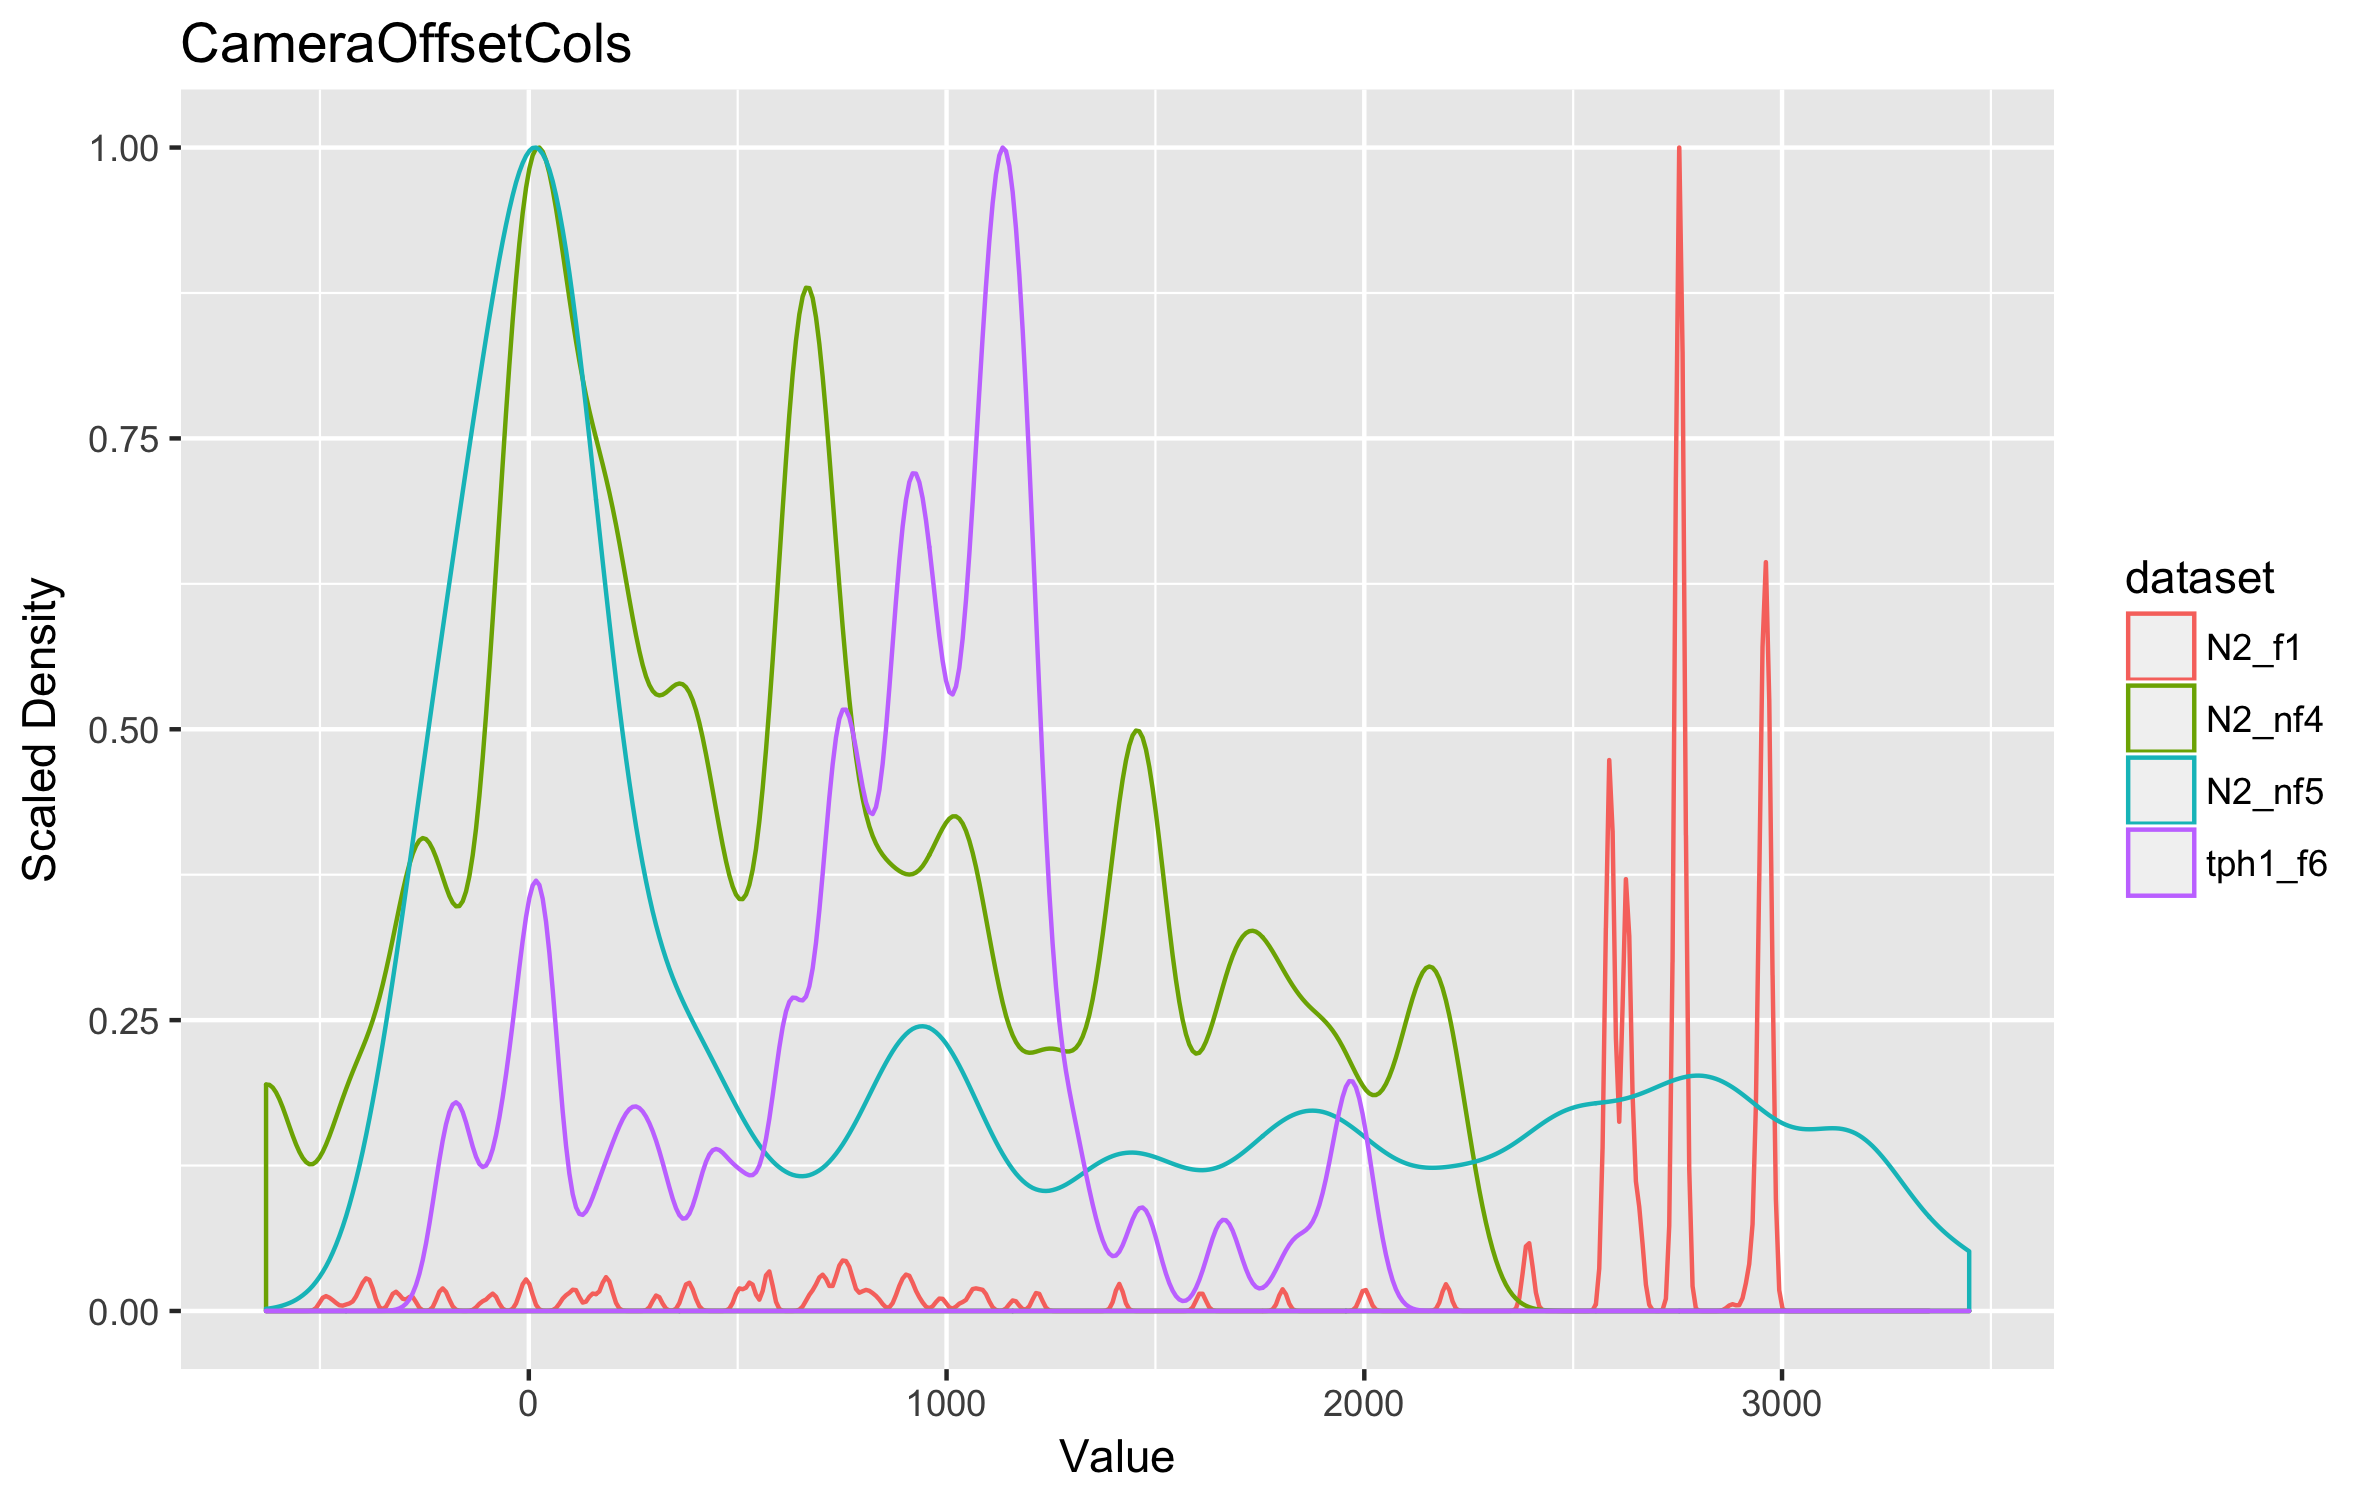 CameraOffsetCols
1.00
0.75
0.50
0.25
0.00
Scaled Density
0 1000 2000 3000
Value
dataset
N2_f1
N2_nf4
N2_nf5
tph1_f6